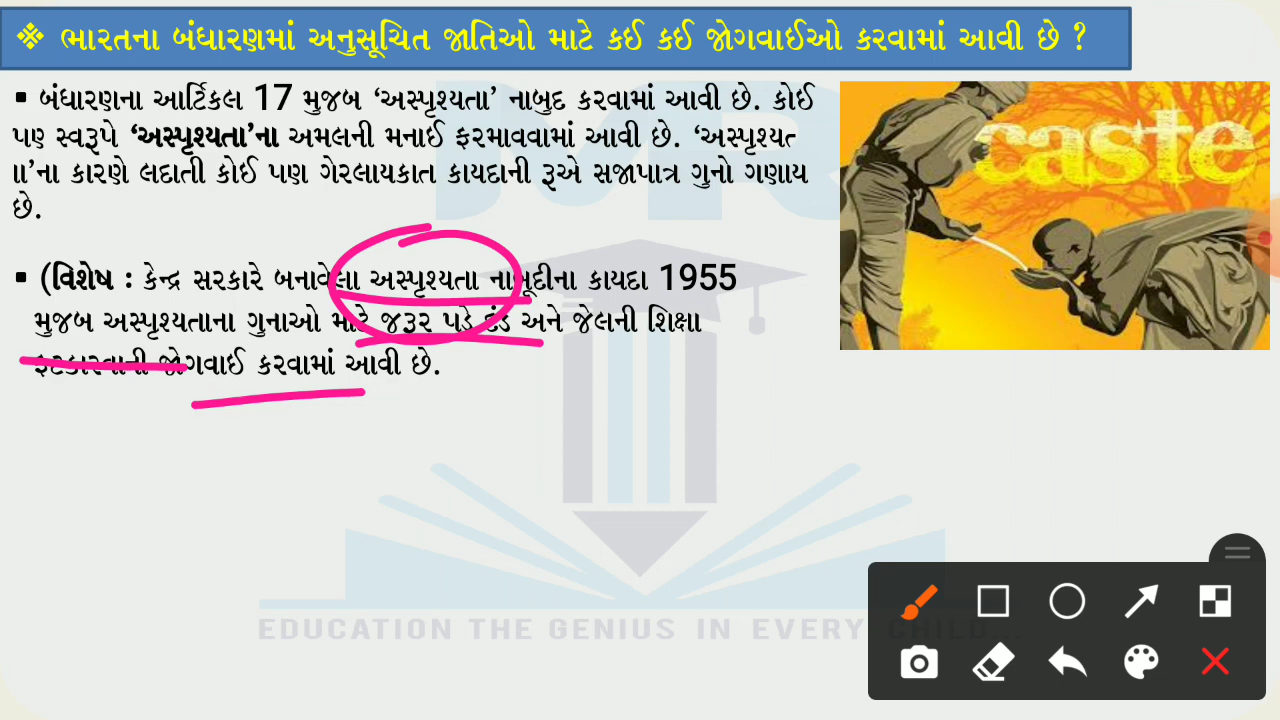 ❖ ભારતના બંધારણમાં અનુસૂચિત જાતિઓ માટે કઈ કઈ જોગવાઈઓ કરવામાં આવી છે ?
▪ બંધારણના આર્ટિકલ 17 મુજબ ‘અસ્પૃશ્યતા’ નાબુદ કરવામાં આવી છે. કોઈ
પણ સ્વરૂપે ‘અસ્પૃશ્યતા’ના અમલની મનાઈ ફરમાવવામાં આવી છે. ‘અસ્પૃશ્યત
ા’ના કારણે લદાતી કોઈ પણ ગેરલાયકાત કાયદાની રૂએ સજાપાત્ર ગુનો ગણાય
છે.
caste
▪ (વિશેષ : કેન્દ્ર સરકારે બનાવેલા અસ્પૃશ્યતા નાબૂદીના કાયદા 1955
મુજબ અસ્પૃશ્યતાના ગુનાઓ માટે જરૂર પડે દંડ અને જેલની શિક્ષા
ફટકારવાની જોગવાઈ કરવામાં આવી છે.
EDUCATION THE GENIUS IN EVERY CHILD...